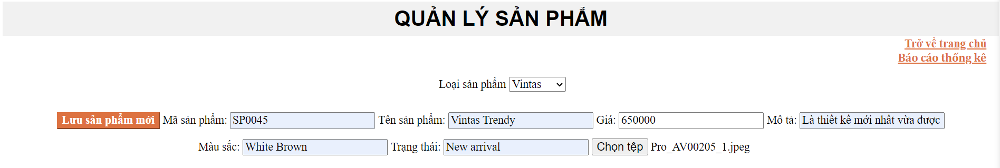 QUẢN LÝ SẢN PHẨM
Trở về trang chủ
Báo cáo thống kê
Loại sản phẩm Vintas
Lưu sản phẩm mới Mã sản phẩm: SP0045 Tên sản phẩm: Vintas Trendy Giá: 650000 Mô tả: Là thiết kế mới nhất vừa được
Màu sắc: White Brown Trạng thái: New arrival Chọn tệp Pro_AV00205_1.jpeg